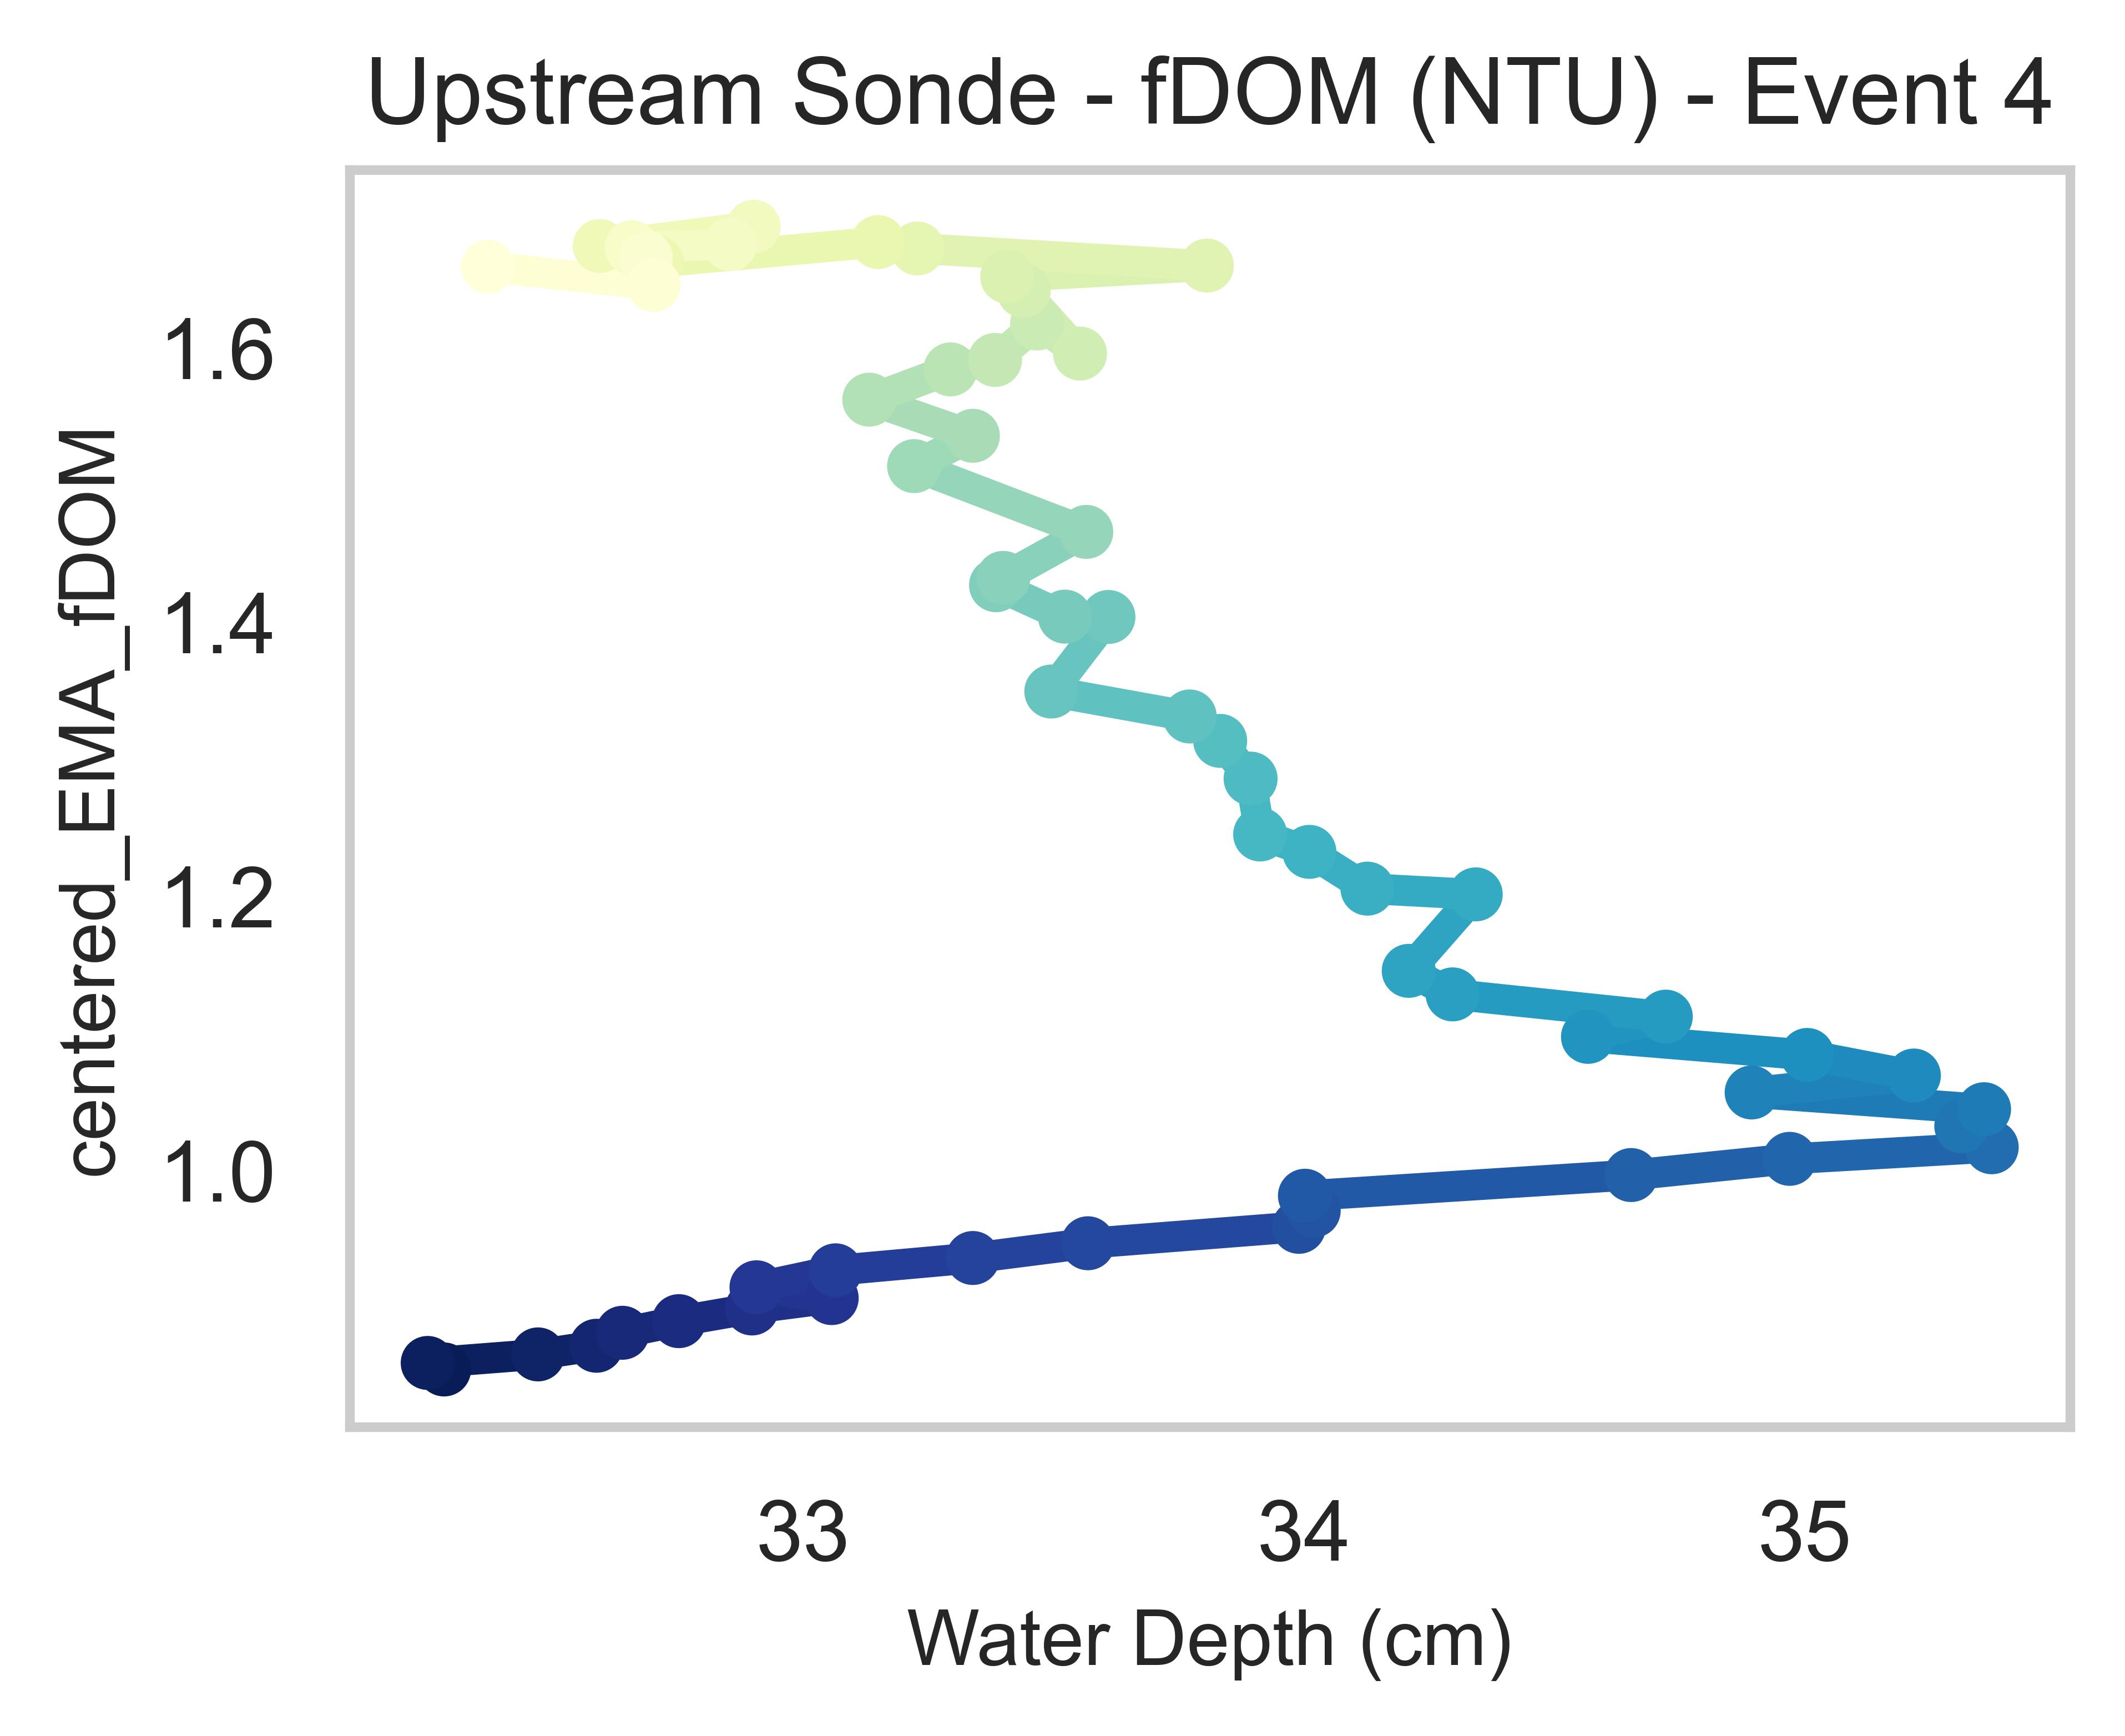 Upstream Sonde - fDOM (NTU) - Event 4
centered_EMA_fDOM
1.6
1.4
1.2
1.0
33
34
35
Water Depth (cm)